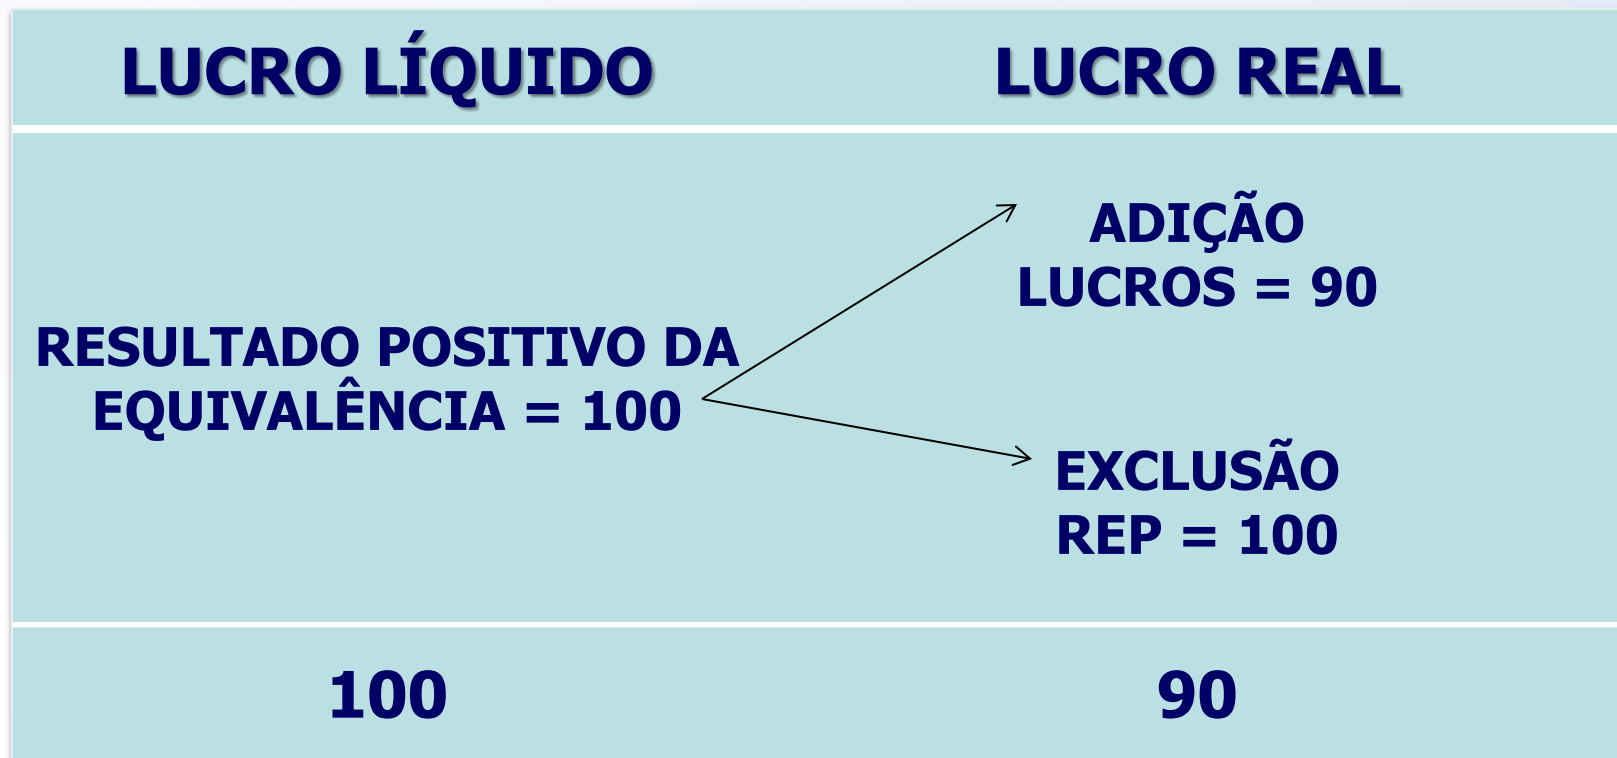 LUCRO LÍQUIDO
LUCRO REAL
RESULTADO POSITIVO DA
EQUIVALÊNCIA = 100
ADIÇÃO
LUCROS = 90
EXCLUSÃO
REP = 100
100
90